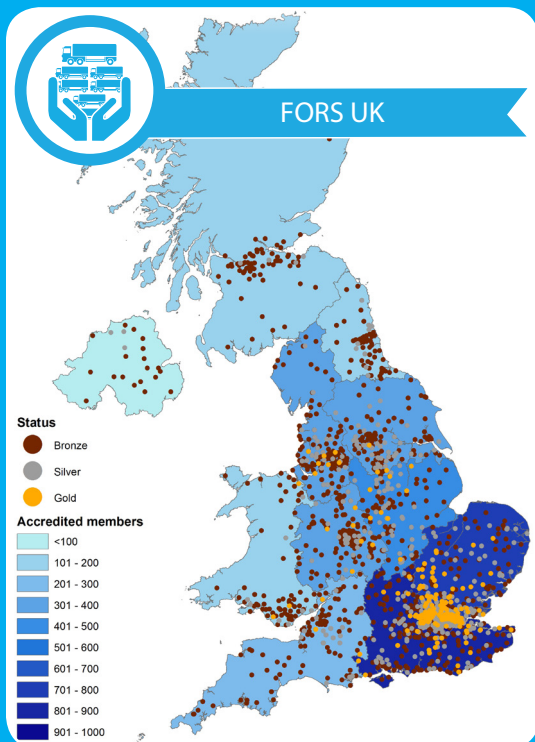 FORS UK
Status
Bronze
Silver
Gold
Accredited members
<100
101 - 200
201 - 300
301 - 400
401 - 500
501 - 600
601 - 700
701 - 800
801 - 900
901 - 1000